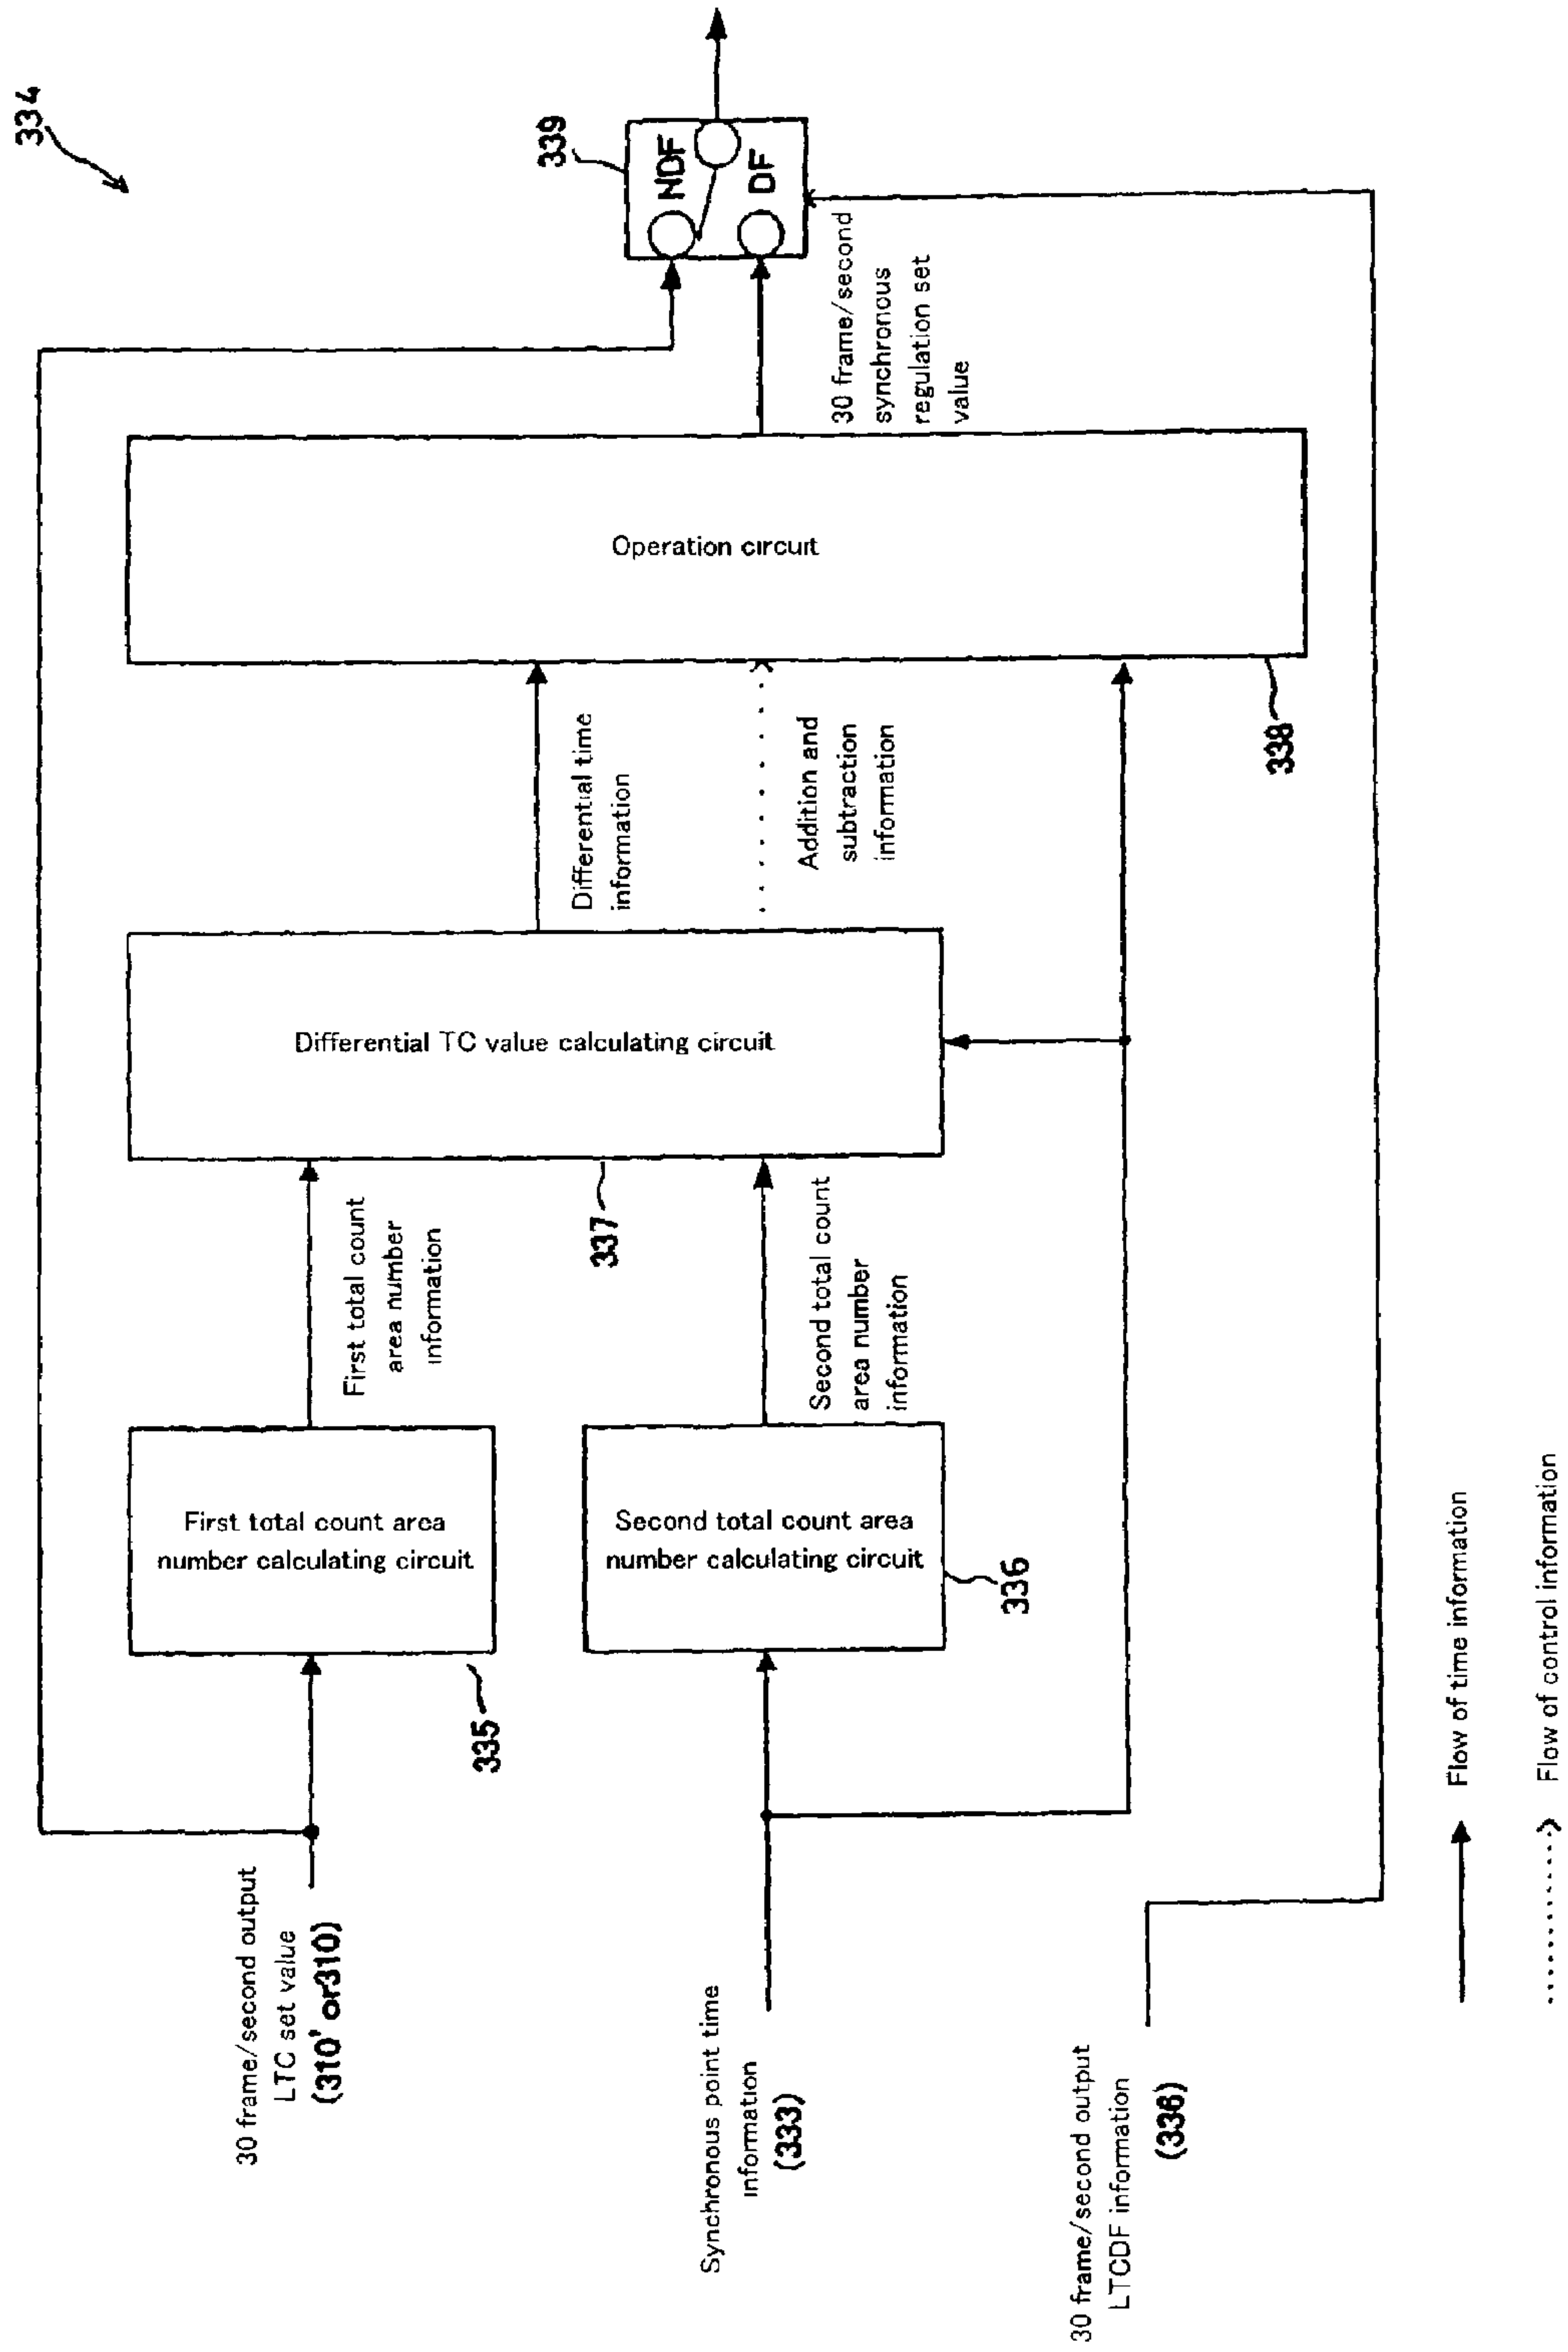 334
30 frame/second output
LTC set value
(310' or310)
First total count area
number calculating circuit
335
First total count
area number
information
Synchronous point time
information
(333)
Second total count area
number calculating circuit
336
Second total count
area number
information
Differential TC value calculating circuit
337
Differential time
information
Addition and
subtraction
information
Operation circuit
338
30 frame/second
synchronous
regulation set
value
339
NDF
DF
30 frame/second output
LTCDF information
(336)
Flow of time information
Flow of control information